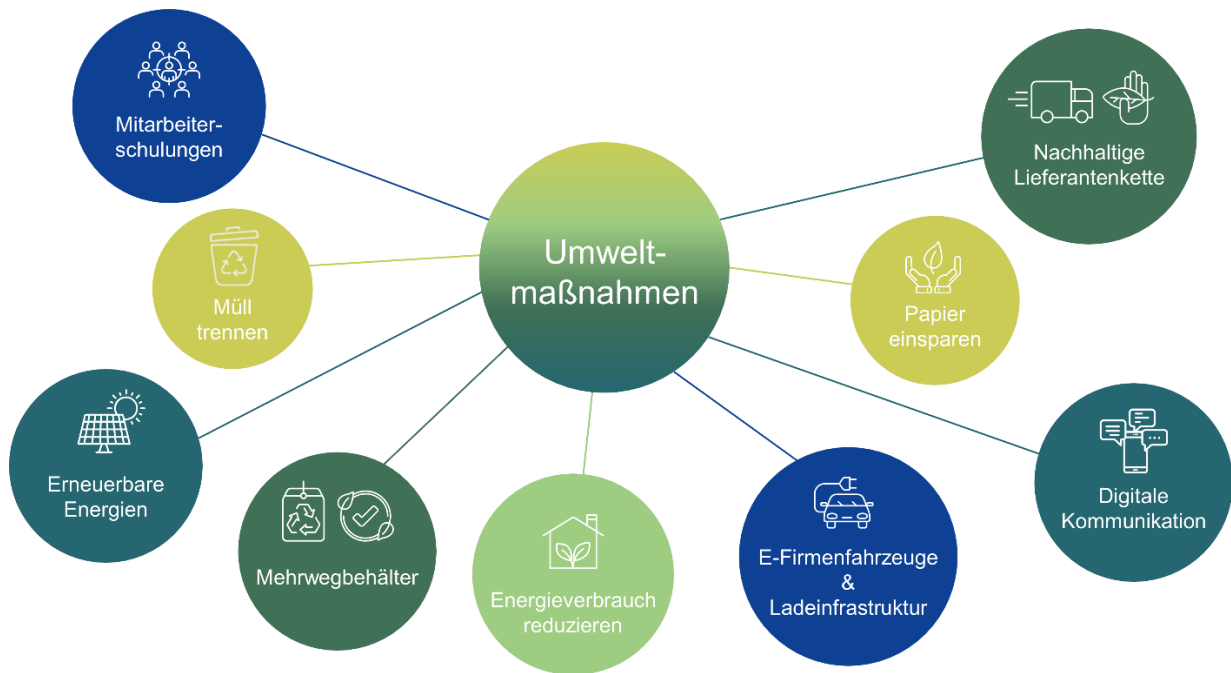 Umwelt-
maßnahmen
Mitarbeiter-
schulungen
Müll
trennen
Erneuerbare
Energien
Mehrwegbehälter
Energieverbrauch
reduzieren
E-Firmenfahrzeuge
&
Ladeinfrastruktur
Digitale
Kommunikation
Papier
einsparen
Nachhaltige
Lieferantenkette